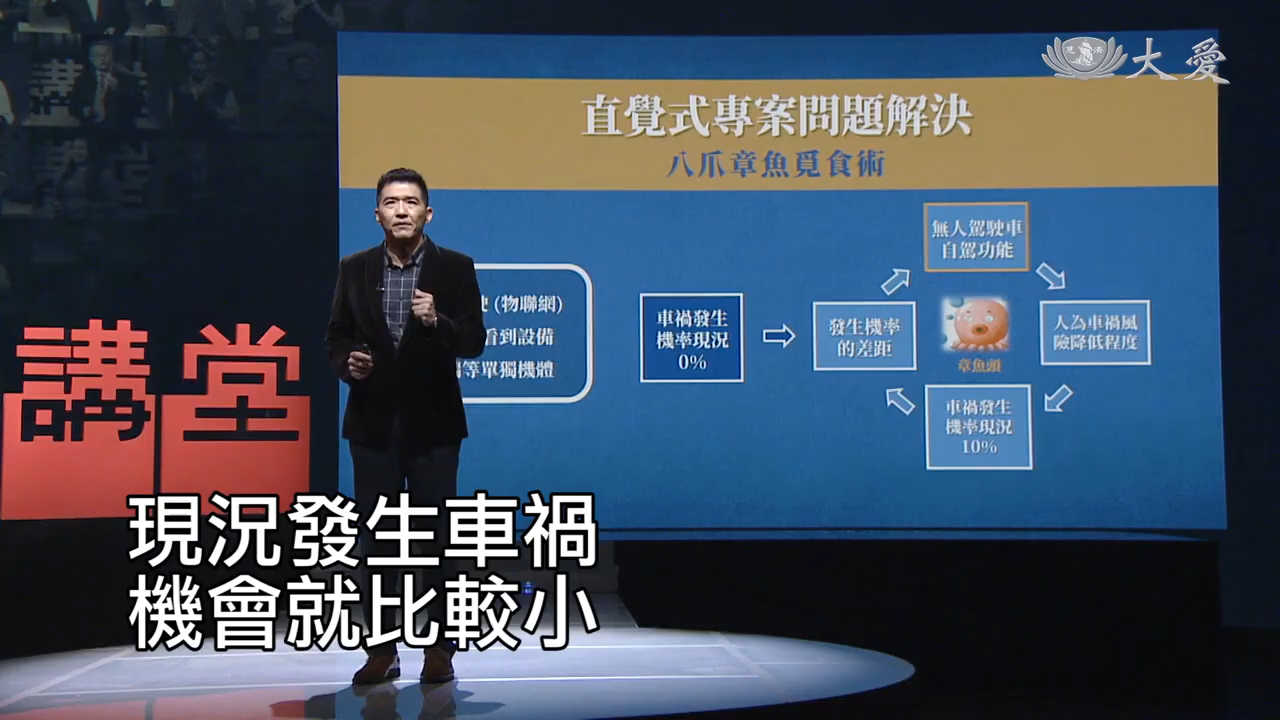 大愛
直覺式專案問題解決
八爪章魚覓食術
(物聯網)
看到設備
等單獨機體
車禍發生
機率現況
0%
發生機率
的差距
無人駕駛車
自駕功能
人為車禍風
險降低程度
車禍發生
機率現況
10%
章魚頭
講堂
現況發生車禍
機會就比較小